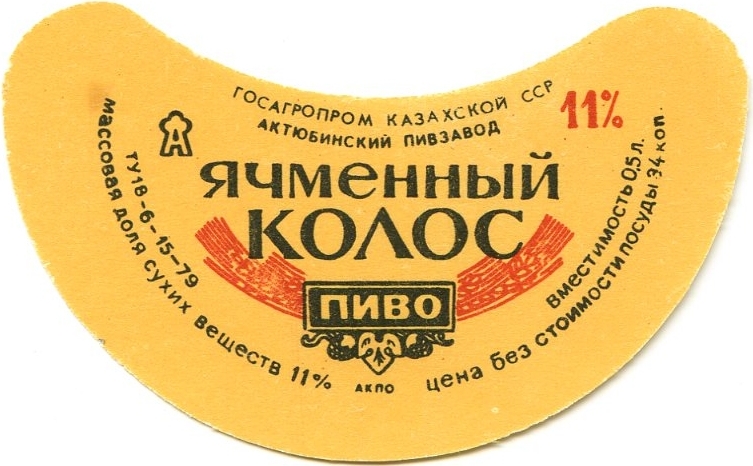 ГОСАГРОПРОМ КАЗАХСКОЙ ССР
АКТЮБИНСКИЙ ПИВЗАВОД
11%
А
ЯЧМЕННЫЙ
КОЛОС
ПИВО
ТУ18-6-15-79
массовая доля сухих веществ 11%
АКПО
вместимость 0,5 л.
цена без стоимости посуды 34 коп.